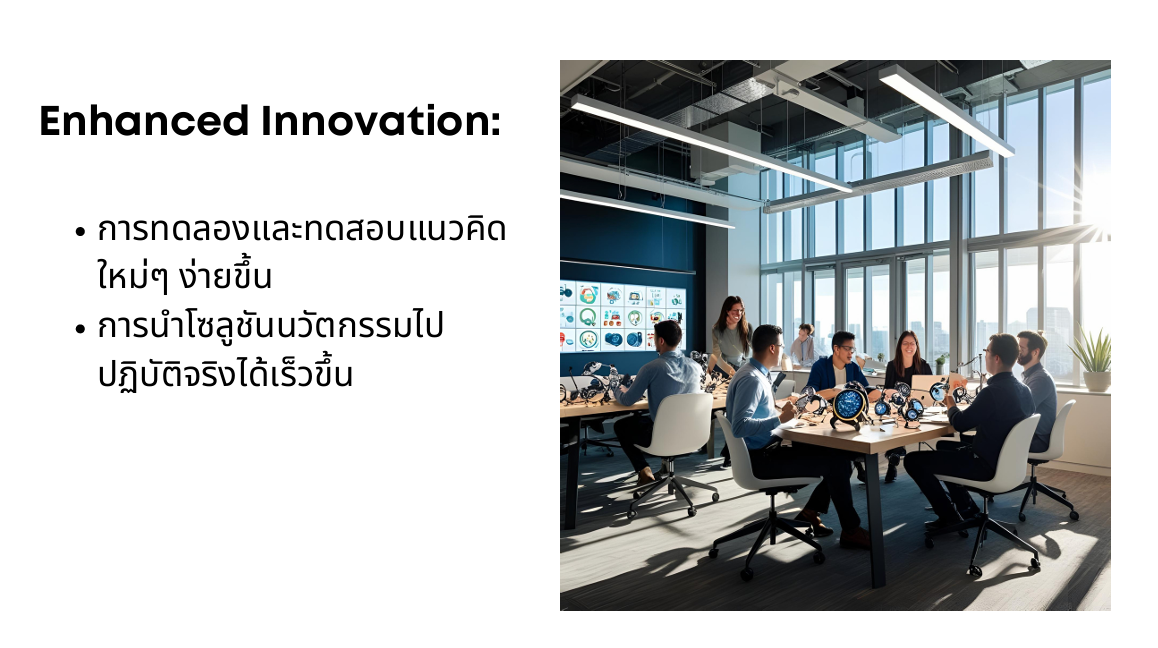 Enhanced Innovation:
• การทดลองและทดสอบแนวคิด
ใหม่ๆ ง่ายขึ้น
• การนำโซลูชันนวัตกรรมไป
ปฏิบัติจริงได้เร็วขึ้น